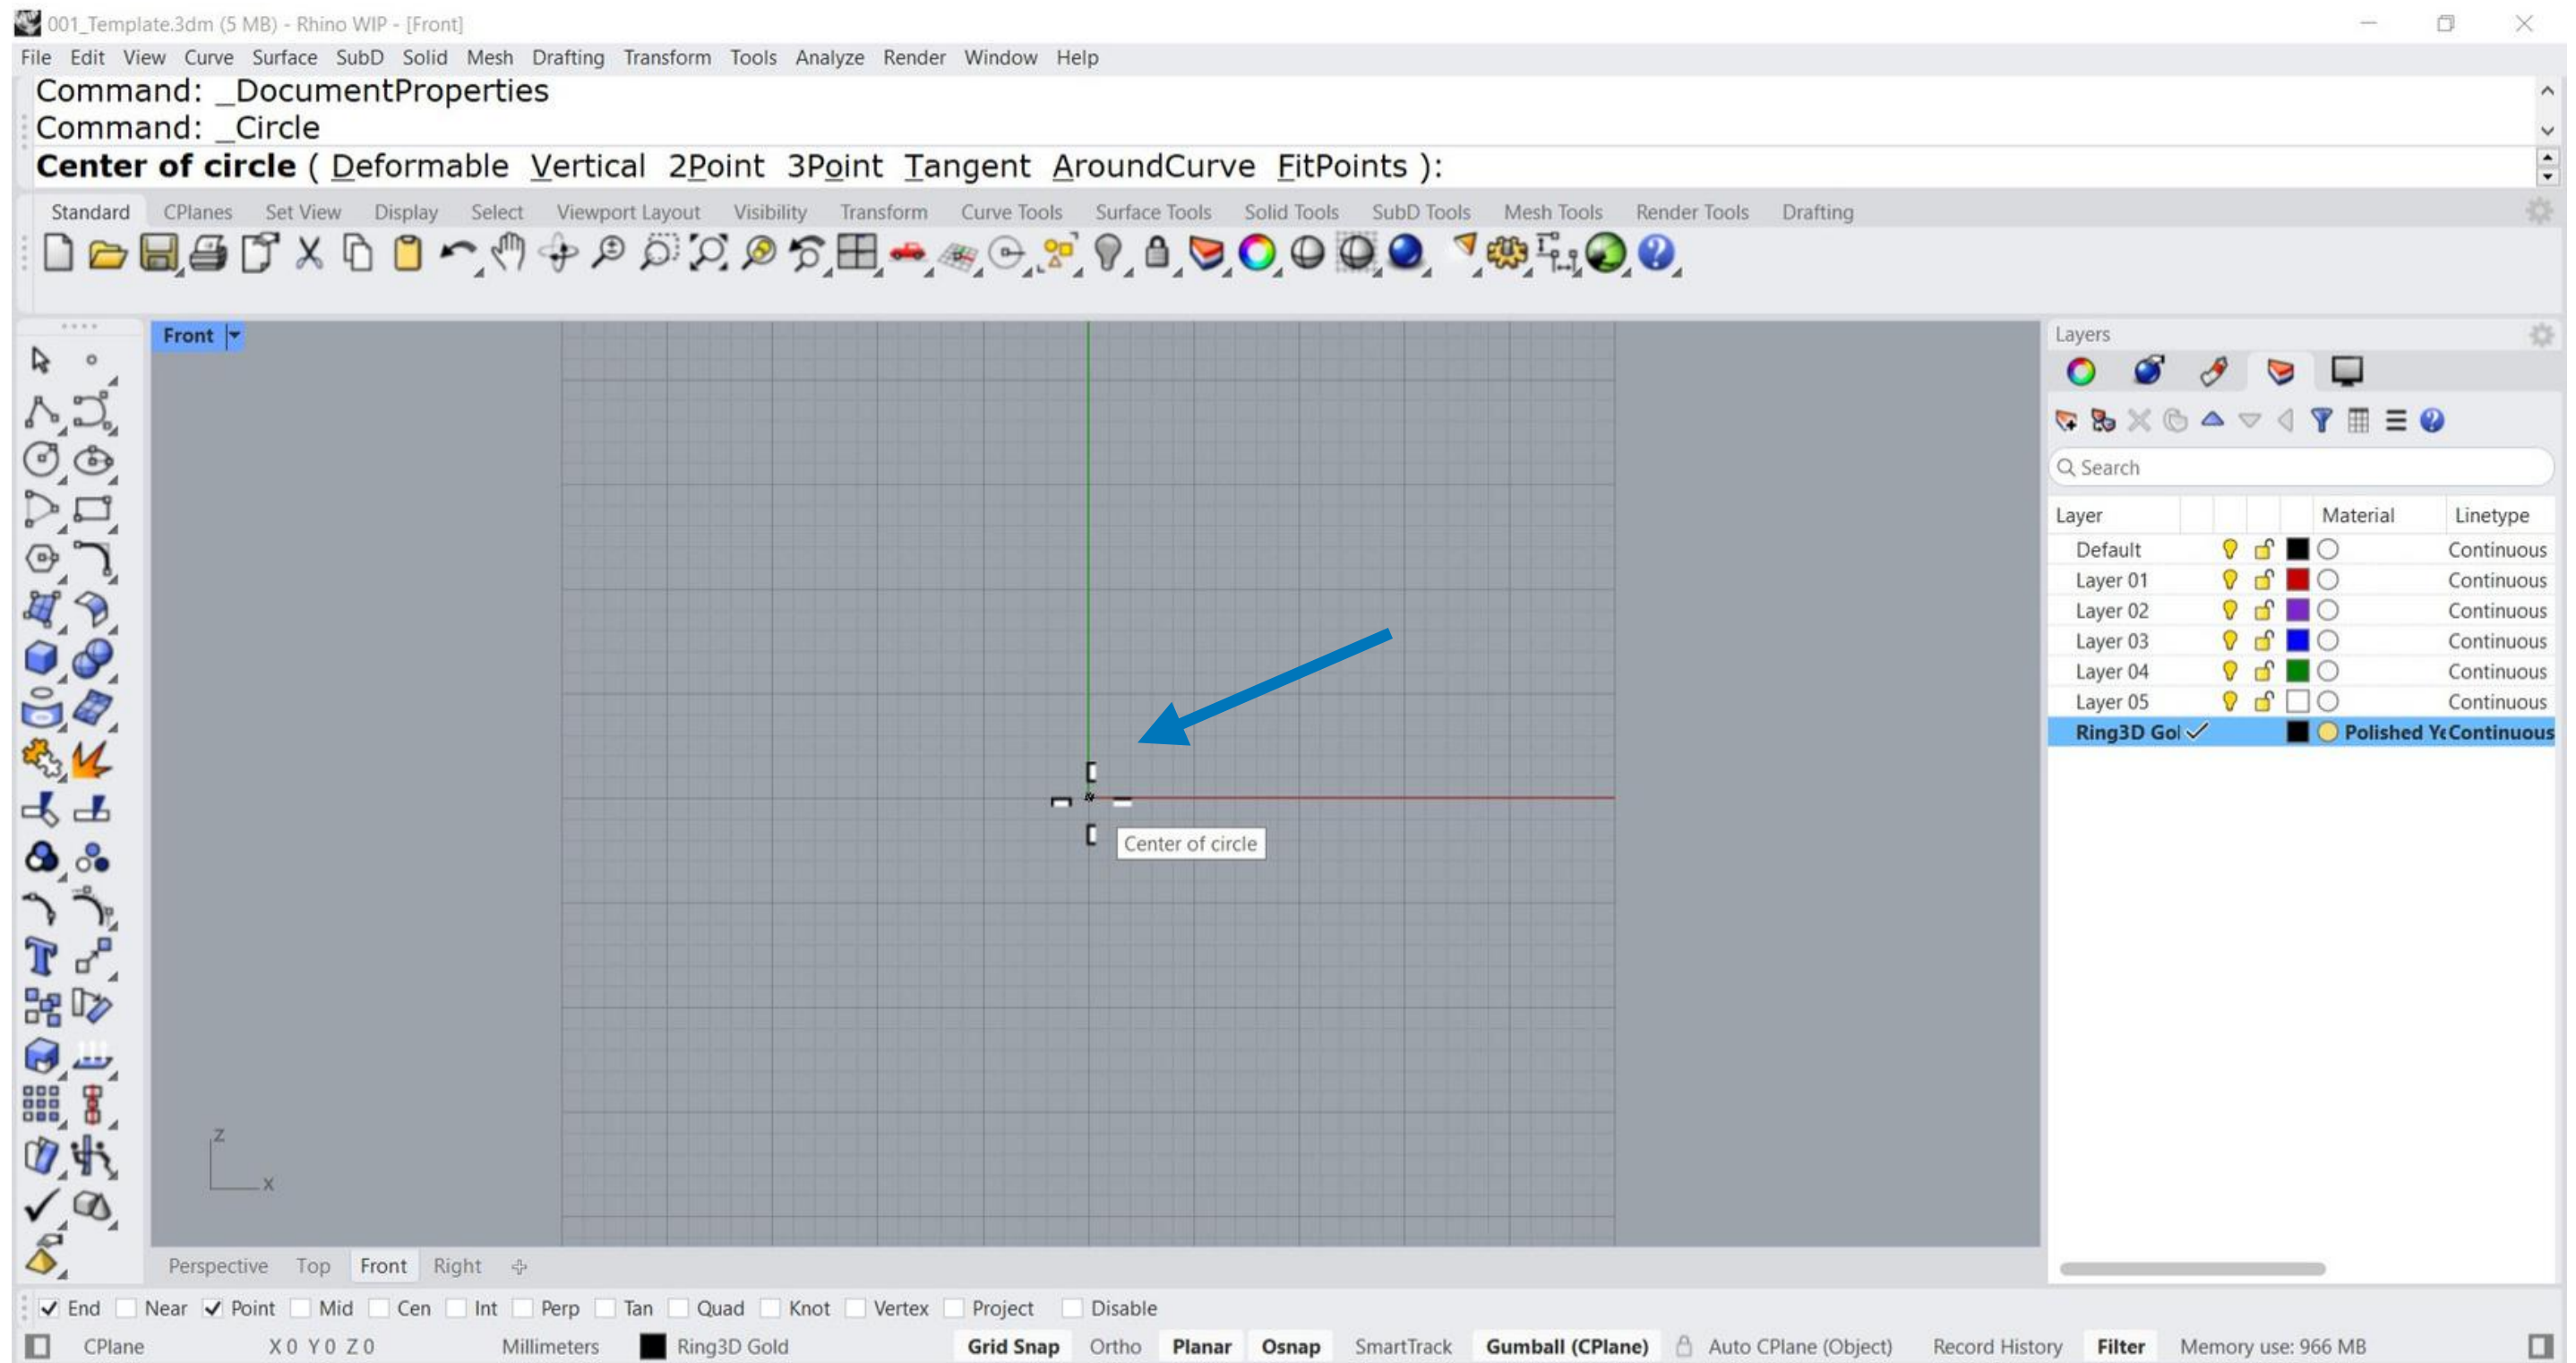 001_Template.3dm (5 MB) - Rhino WIP - [Front]
File Edit View Curve Surface SubD Solid Mesh Drafting Transform Tools Analyze Render Window Help
Command: _DocumentProperties
Command: _Circle
Center of circle ( Deformable Vertical 2Point 3Point Tangent AroundCurve FitPoints ):
Standard CPlanes Set View Display Select Viewport Layout Visibility Transform Curve Tools Surface Tools Solid Tools SubD Tools Mesh Tools Render Tools Drafting
Front
Layers
Search
Layer Material Linetype
Default Continuous
Layer 01 Continuous
Layer 02 Continuous
Layer 03 Continuous
Layer 04 Continuous
Layer 05 Continuous
Ring3D Gol Polished Ye Continuous
Center of circle
z
x
Perspective Top Front Right
End Near Point Mid Cen Int Perp Tan Quad Knot Vertex Project Disable
CPlane X 0 Y 0 Z 0 Millimeters Ring3D Gold Grid Snap Ortho Planar Osnap SmartTrack Gumball (CPlane) Auto CPlane (Object) Record History Filter Memory use: 966 MB